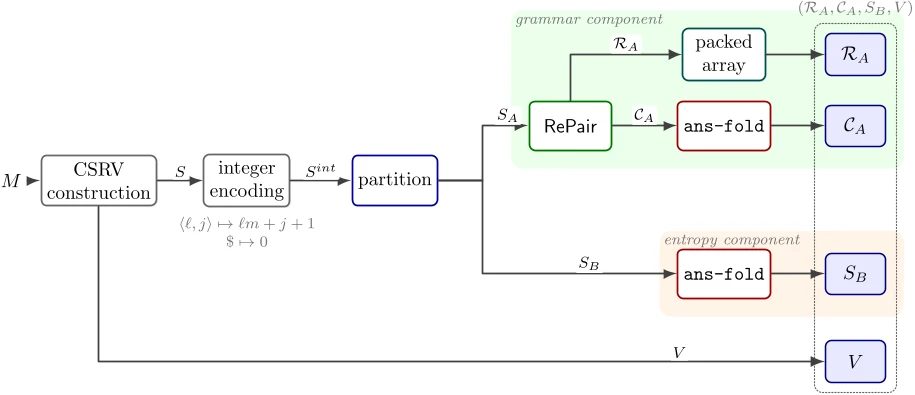 (𝓡_A, 𝓒_A, S_B, V)
grammar component
𝓡_A
packed
array
𝓡_A
S_A
RePair
𝓒_A
ans-fold
𝓒_A
M
CSRV
construction
S
integer
encoding
S^int
partition
⟨ℓ, j⟩ ↦ ℓm + j + 1
$ ↦ 0
entropy component
S_B
ans-fold
S_B
V
V